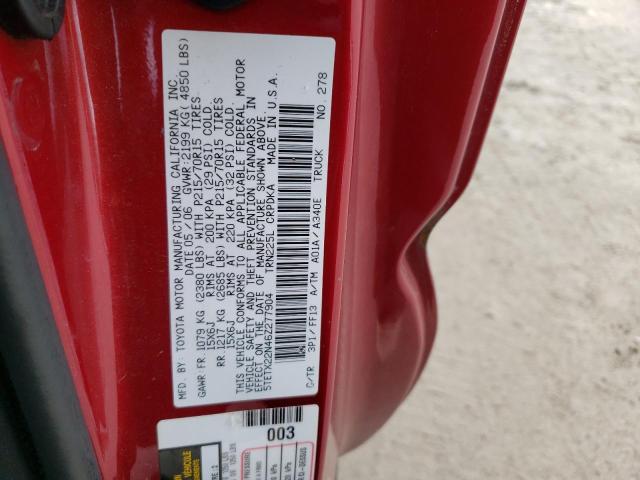 MFD. BY: TOYOTA MOTOR MANUFACTURING CALIFORNIA INC.
DATE 05/06 GVWR: 2199 KG( 4850 LBS)
GAWR: FR. 1079 KG (2380 LBS) WITH P215/70R15 TIRES
15X6J RIMS AT 200 KPA (29 PSI) COLD
RR. 1217 KG (2685 LBS) WITH P215/70R15 TIRES
15X6J RIMS AT 220 KPA (32 PSI) COLD
THIS VEHICLE CONFORMS TO ALL APPLICABLE FEDERAL MOTOR
VEHICLE SAFETY AND THEFT PREVENTION STANDARDS IN
EFFECT ON THE DATE OF MANUFACTURE SHOWN ABOVE.
5TETX22N46Z277904 TRN225L CRPDKA MADE IN U.S.A.
C/TR 3P1/FF13 A/TM A01A/A340E TRUCK NO. 278
VÉHICULE
003
PRESSURE